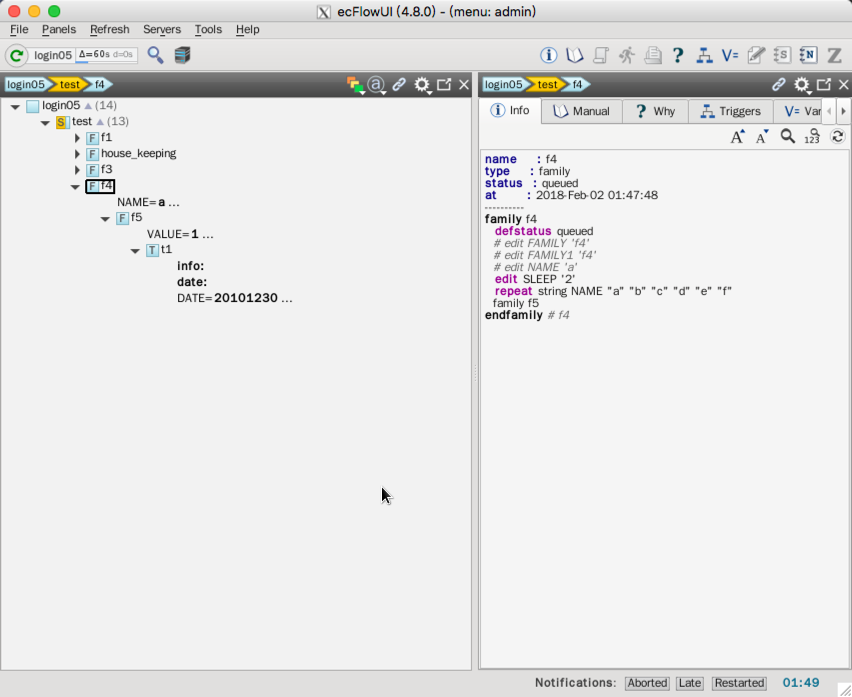 ecFlowUI (4.8.0) - (menu: admin)
File Panels Refresh Servers Tools Help
login05 Δ=60s d=0s
login05 test f4
login05 (14)
S test (13)
F f1
F house_keeping
F f3
F f4
NAME=a ...
F f5
VALUE=1 ...
T t1
info:
date:
DATE=20101230 ...
login05 test f4
Info Manual ? Why Triggers V= Var
A A 123
name : f4
type : family
status : queued
at : 2018-Feb-02 01:47:48
----------
family f4
defstatus queued
# edit FAMILY 'f4'
# edit FAMILY1 'f4'
# edit NAME 'a'
edit SLEEP '2'
repeat string NAME "a" "b" "c" "d" "e" "f"
family f5
endfamily # f4
Notifications: Aborted Late Restarted 01:49